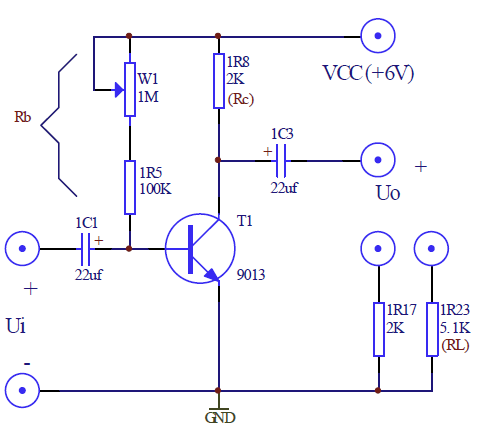 W1
1M
1R8
2K
(Rc)
VCC(+6V)
Rb
1C3
+
22uf
+
Uo
1R5
100K
1C1
+
22uf
T1
9013
+
Ui
-
1R17
2K
1R23
5.1K
(RL)
GND